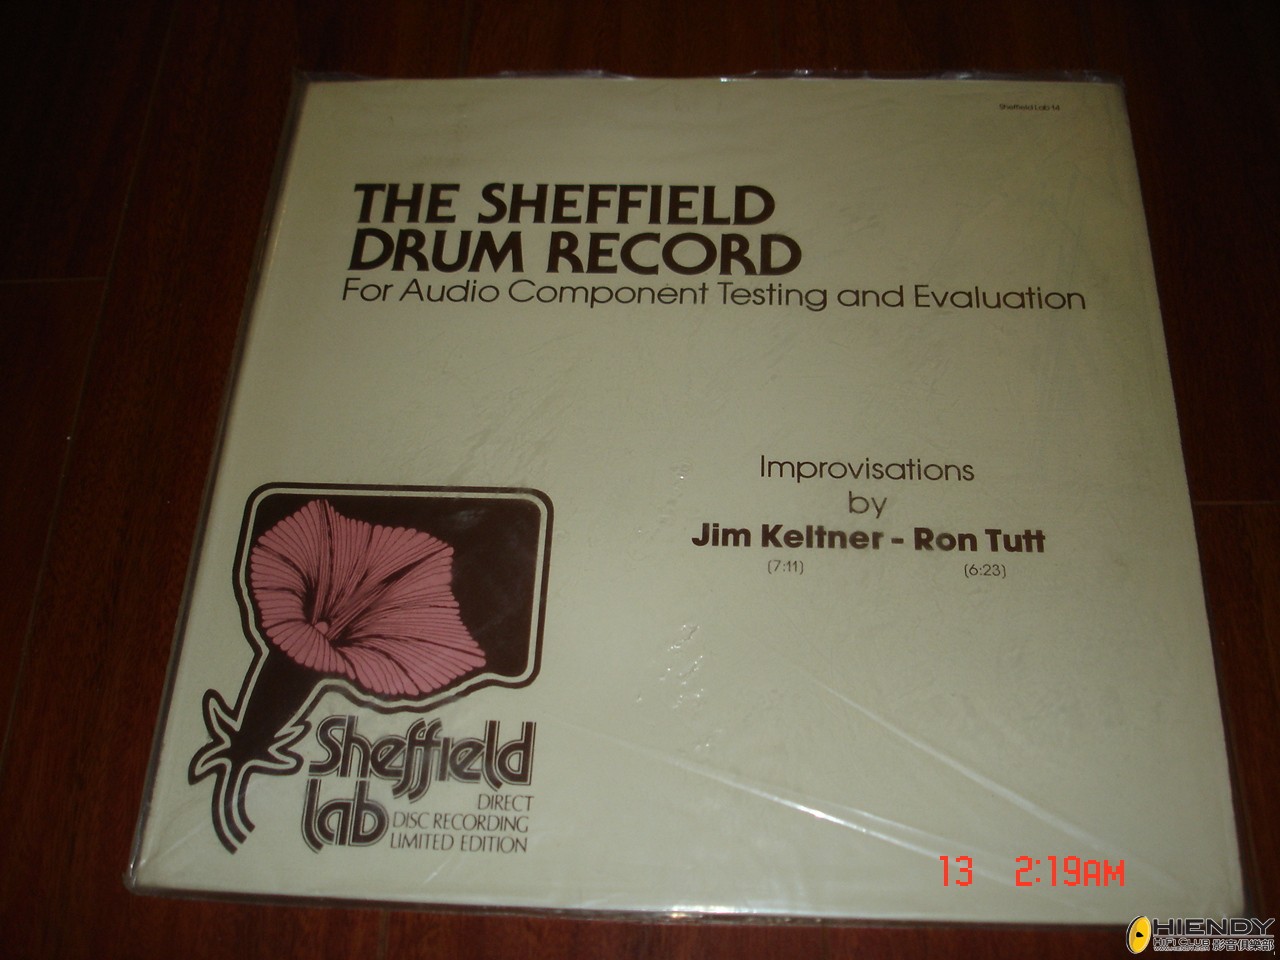 Sheffield Lab 14
THE SHEFFIELD
DRUM RECORD
For Audio Component Testing and Evaluation
Improvisations
by
Jim Keltner - Ron Tutt
(7:11) (6:23)
Sheffield
lab
DIRECT
DISC RECORDING
LIMITED EDITION
13 2:19AM
HIENDY
HIFI CLUB 影音俱樂部